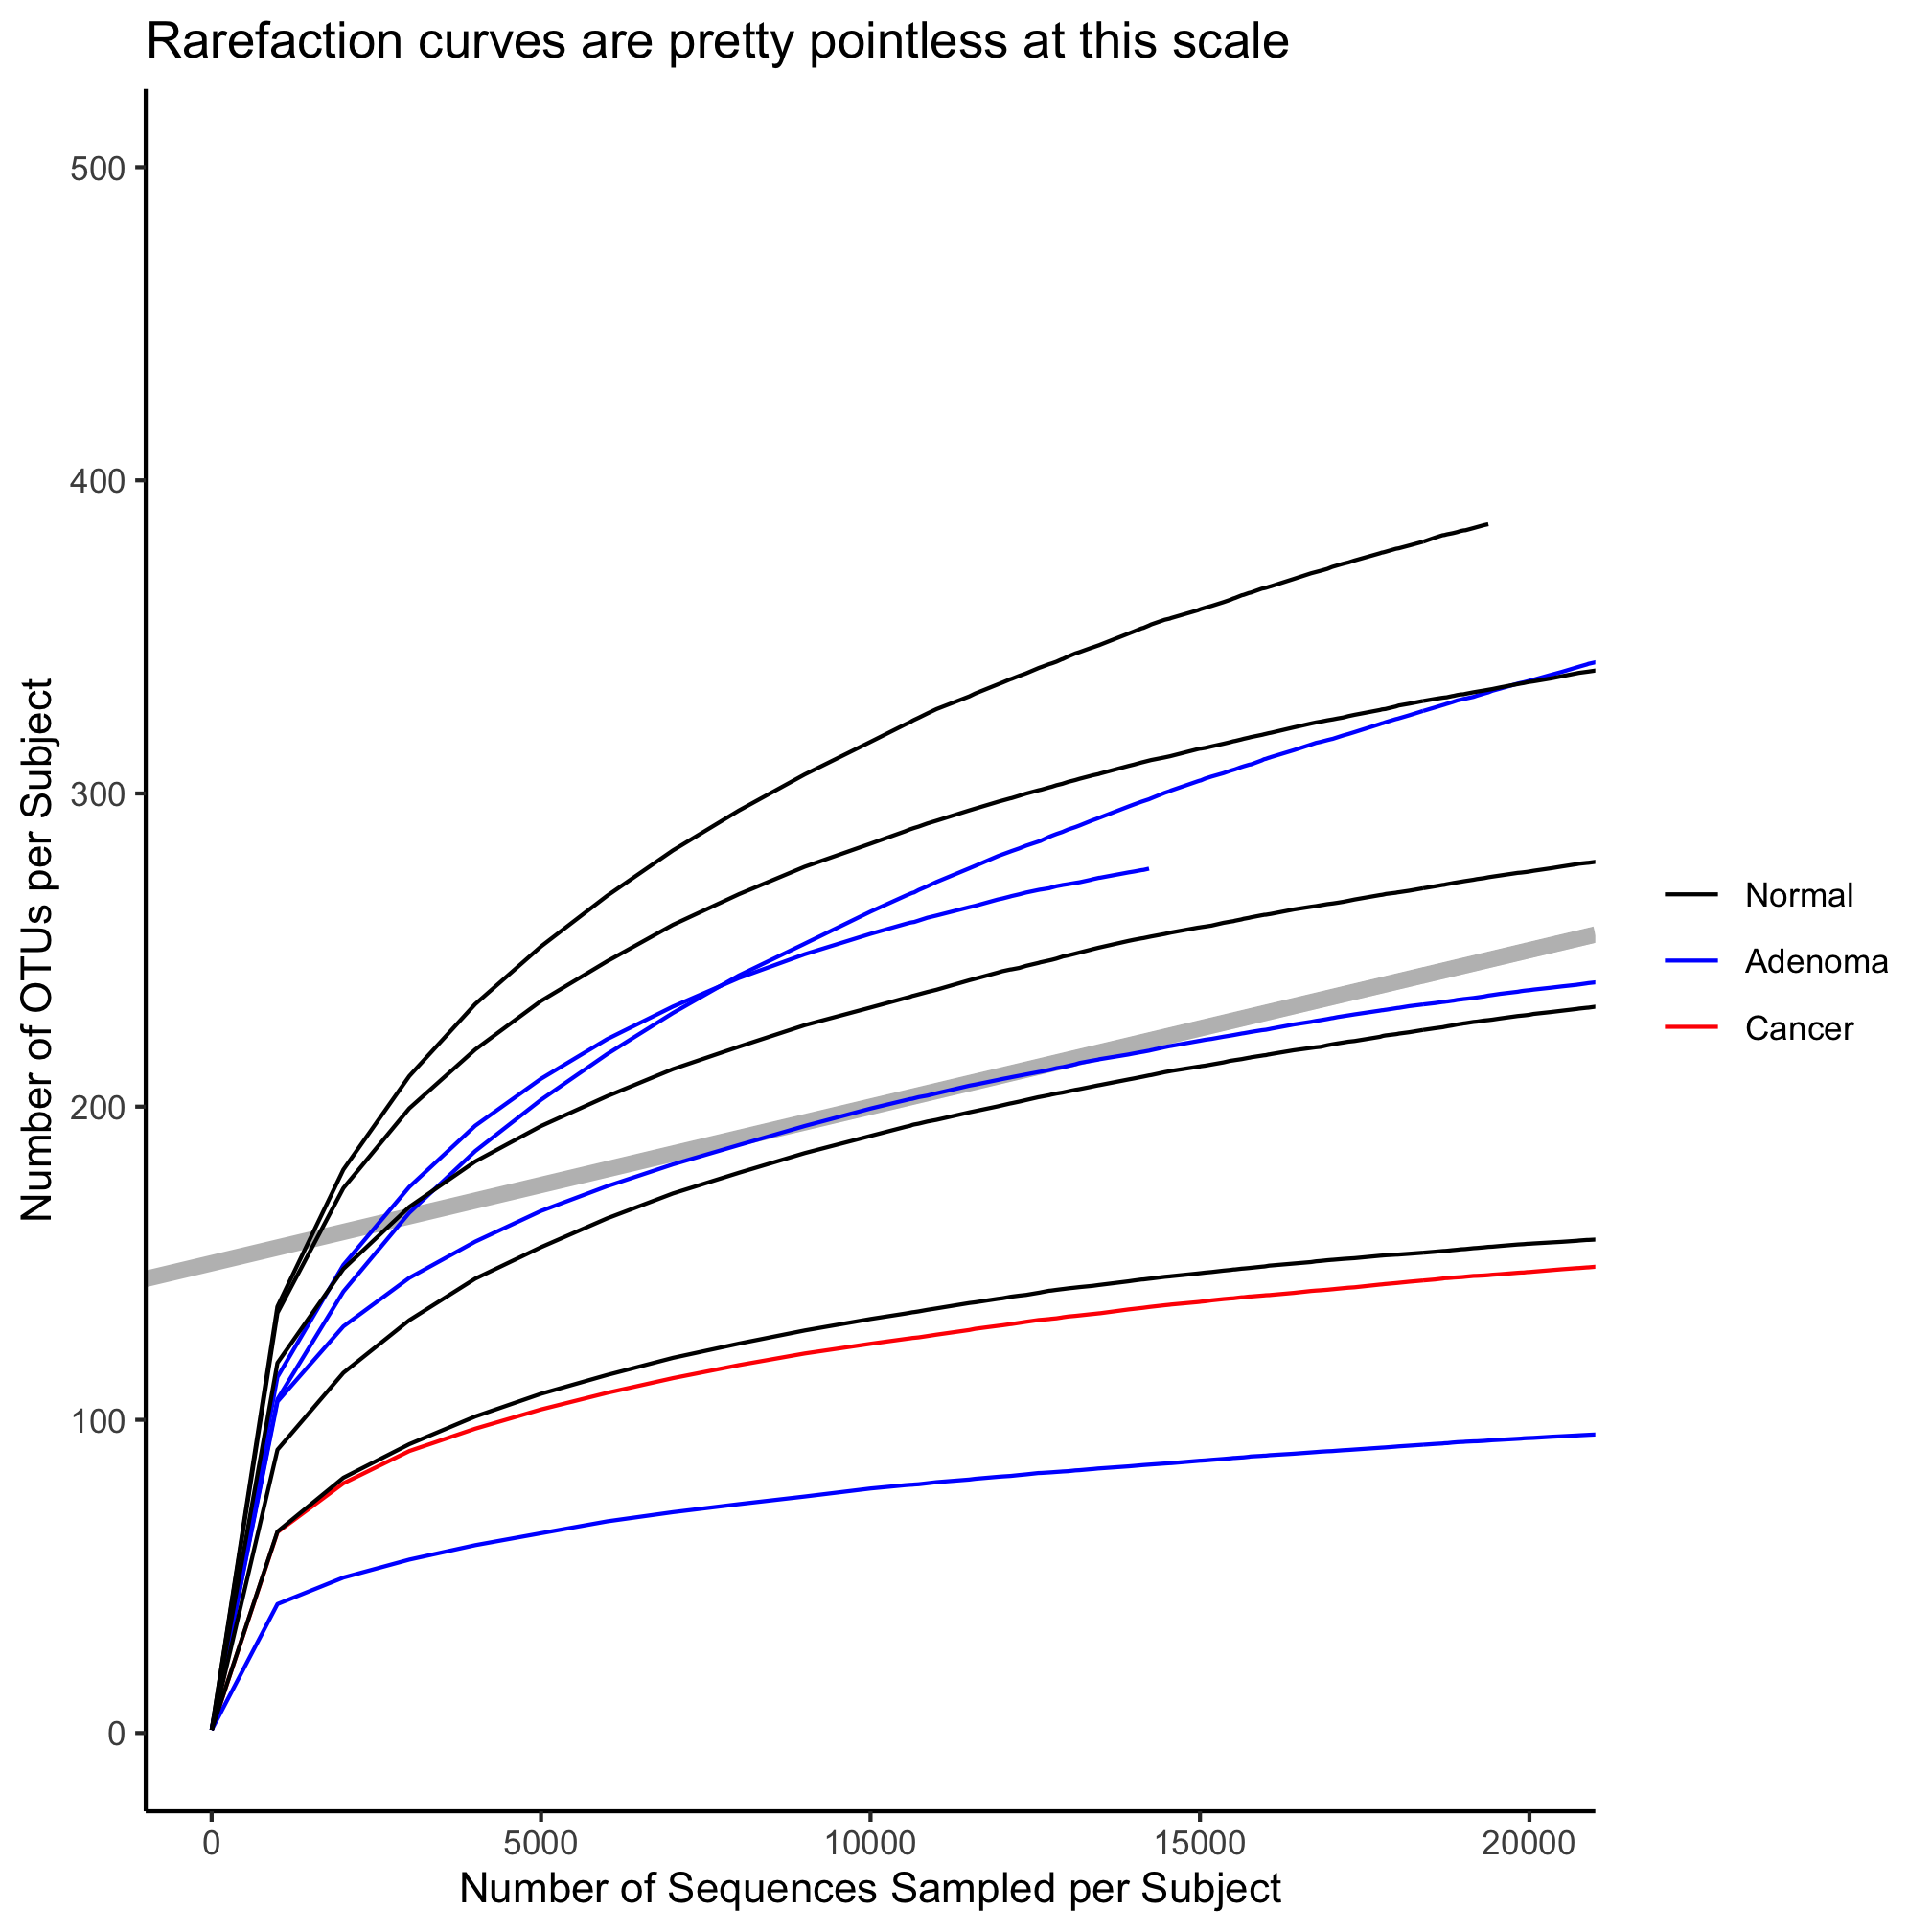 Rarefaction curves are pretty pointless at this scale
Number of OTUs per Subject
500
400
300
200
100
0
0 5000 10000 15000 20000
Number of Sequences Sampled per Subject
Normal
Adenoma
Cancer